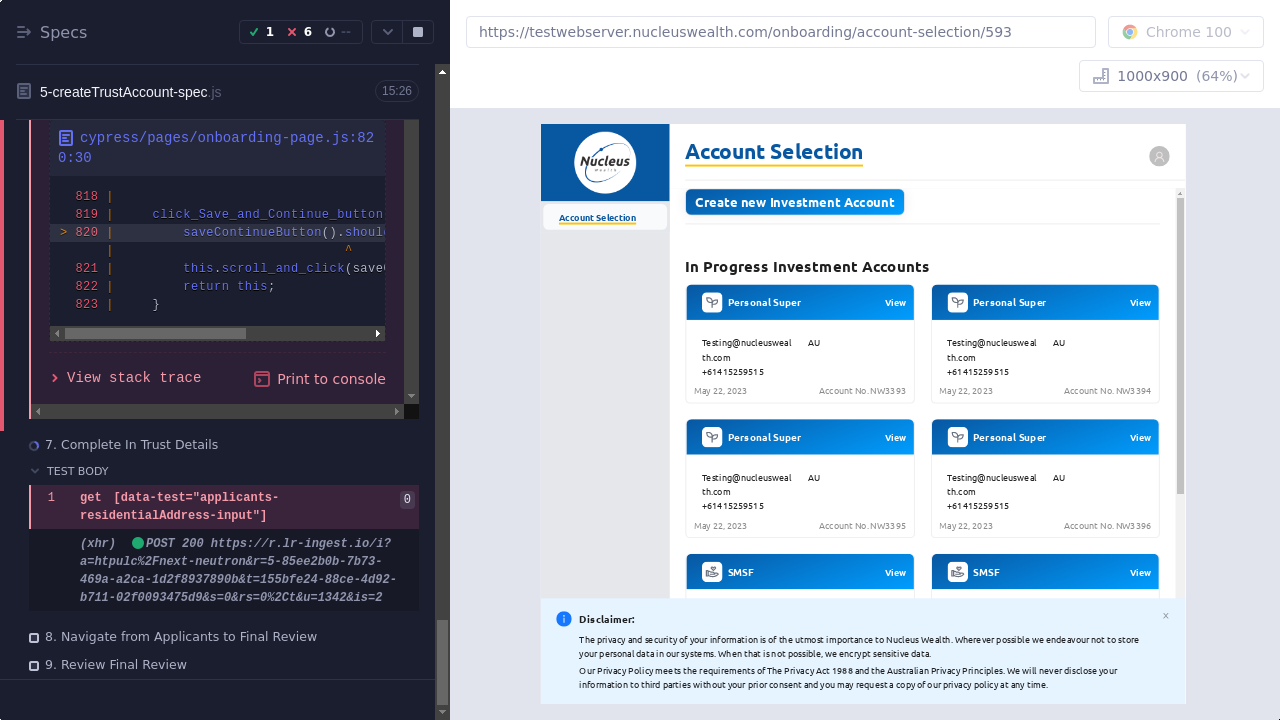 Specs
1
6
--
5-createTrustAccount-spec.js
15:26
cypress/pages/onboarding-page.js:82
0:30
818 |
819 | click_Save_and_Continue_button
> 820 | saveContinueButton().shoul
| ^
821 | this.scroll_and_click(save
822 | return this;
823 | }
View stack trace
Print to console
7. Complete In Trust Details
TEST BODY
1 get [data-test="applicants-
residentialAddress-input"]
0
(xhr) POST 200 https://r.lr-ingest.io/i?
a=htpulc%2Fnext-neutron&r=5-85ee2b0b-7b73-
469a-a2ca-1d2f8937890b&t=155bfe24-88ce-4d92-
b711-02f0093475d9&s=0&rs=0%2Ct&u=1342&is=2
8. Navigate from Applicants to Final Review
9. Review Final Review
https://testwebserver.nucleuswealth.com/onboarding/account-selection/593
Chrome 100
1000x900 (64%)
Nucleus
Wealth
Account Selection
Account Selection
Create new Investment Account
In Progress Investment Accounts
Personal Super View
Testing@nucleusweal AU
th.com
+61415259515
May 22, 2023 Account No. NW3393
Personal Super View
Testing@nucleusweal AU
th.com
+61415259515
May 22, 2023 Account No. NW3394
Personal Super View
Testing@nucleusweal AU
th.com
+61415259515
May 22, 2023 Account No. NW3395
Personal Super View
Testing@nucleusweal AU
th.com
+61415259515
May 22, 2023 Account No. NW3396
SMSF View
SMSF View
Disclaimer:
The privacy and security of your information is of the utmost importance to Nucleus Wealth. Wherever possible we endeavour not to store
your personal data in our systems. When that is not possible, we encrypt sensitive data.
Our Privacy Policy meets the requirements of The Privacy Act 1988 and the Australian Privacy Principles. We will never disclose your
information to third parties without your prior consent and you may request a copy of our privacy policy at any time.